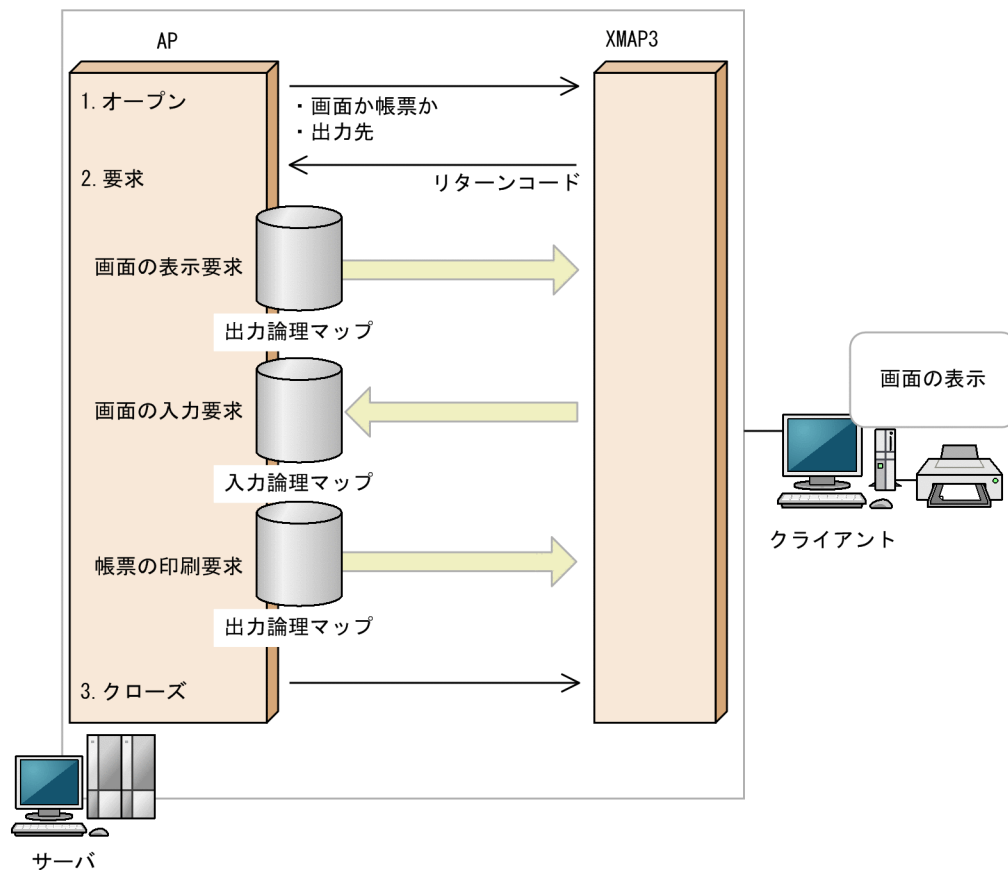 AP
XMAP3
1.オープン
・画面か帳票か
・出力先
リターンコード
2.要求
画面の表示要求
出力論理マップ
画面の入力要求
入力論理マップ
帳票の印刷要求
出力論理マップ
3.クローズ
画面の表示
クライアント
サーバ